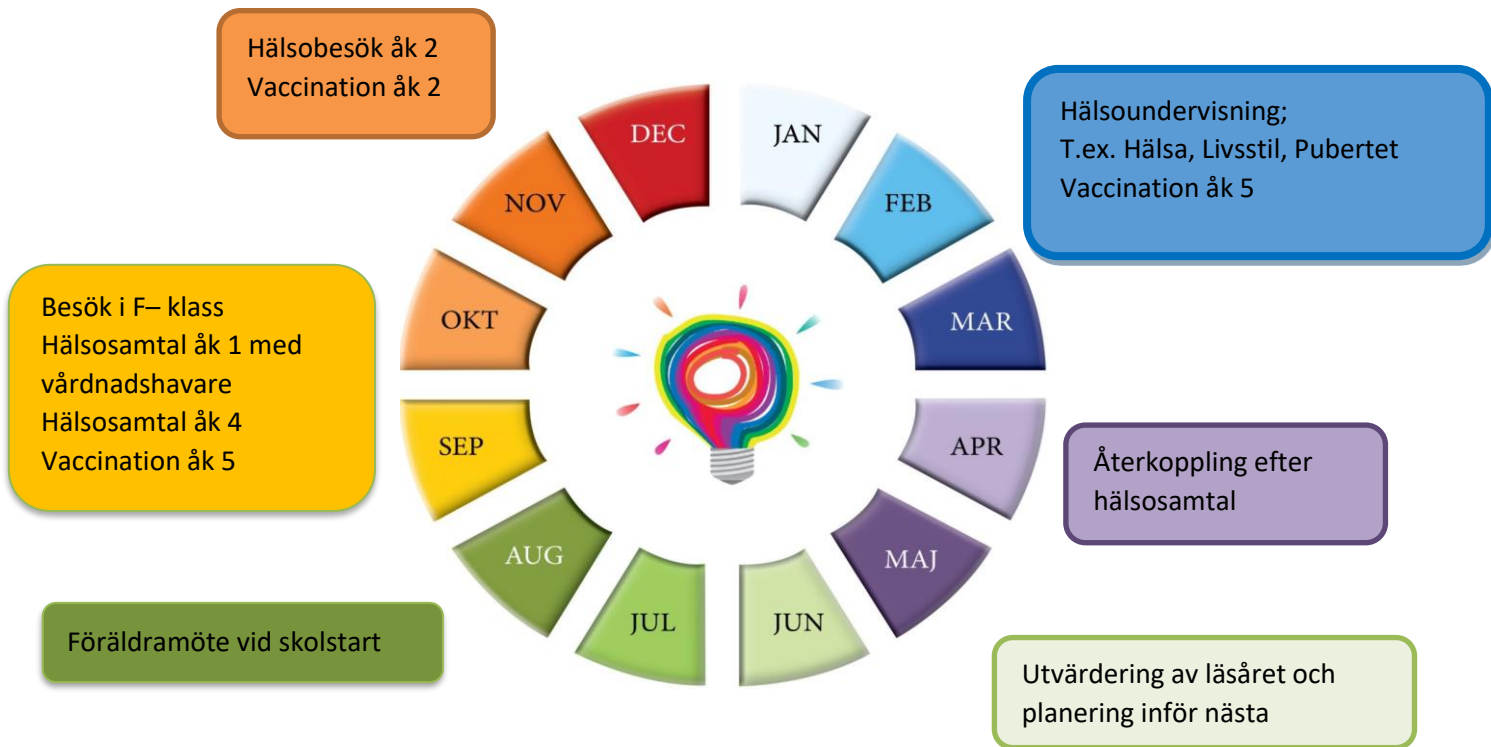 Hälsobesök åk 2
Vaccination åk 2
DEC
JAN
Hälsoundervisning;
T.ex. Hälsa, Livsstil, Pubertet
Vaccination åk 5
NOV
FEB
Besök i F– klass
Hälsosamtal åk 1 med
vårdnadshavare
Hälsosamtal åk 4
Vaccination åk 5
OKT
MAR
SEP
APR
Återkoppling efter
hälsosamtal
AUG
MAJ
Föräldramöte vid skolstart
JUL
JUN
Utvärdering av läsåret och
planering inför nästa